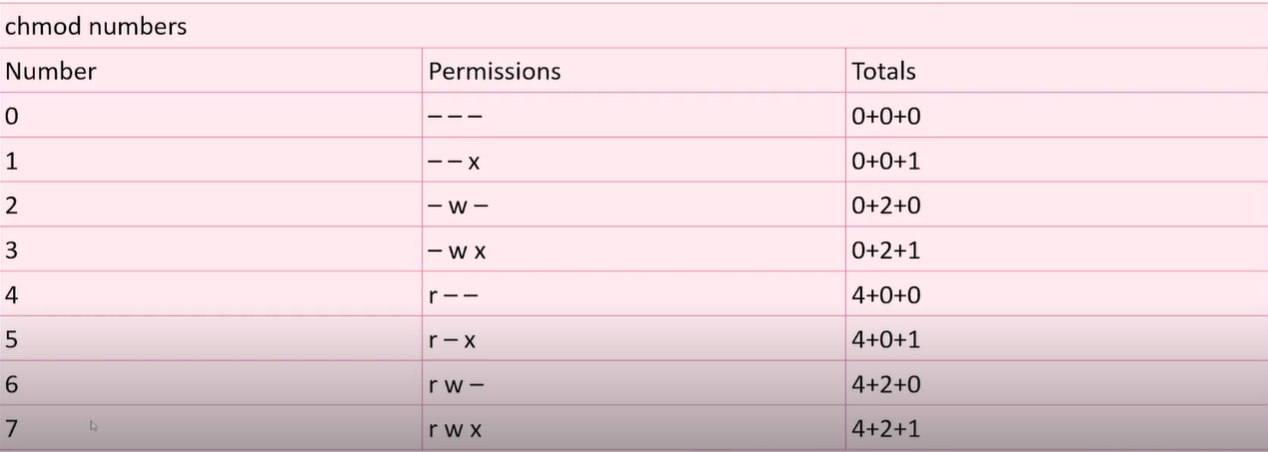 chmod numbers
Number Permissions Totals
0 – – – 0+0+0
1 – – x 0+0+1
2 – w – 0+2+0
3 – w x 0+2+1
4 r – – 4+0+0
5 r – x 4+0+1
6 r w – 4+2+0
7 r w x 4+2+1